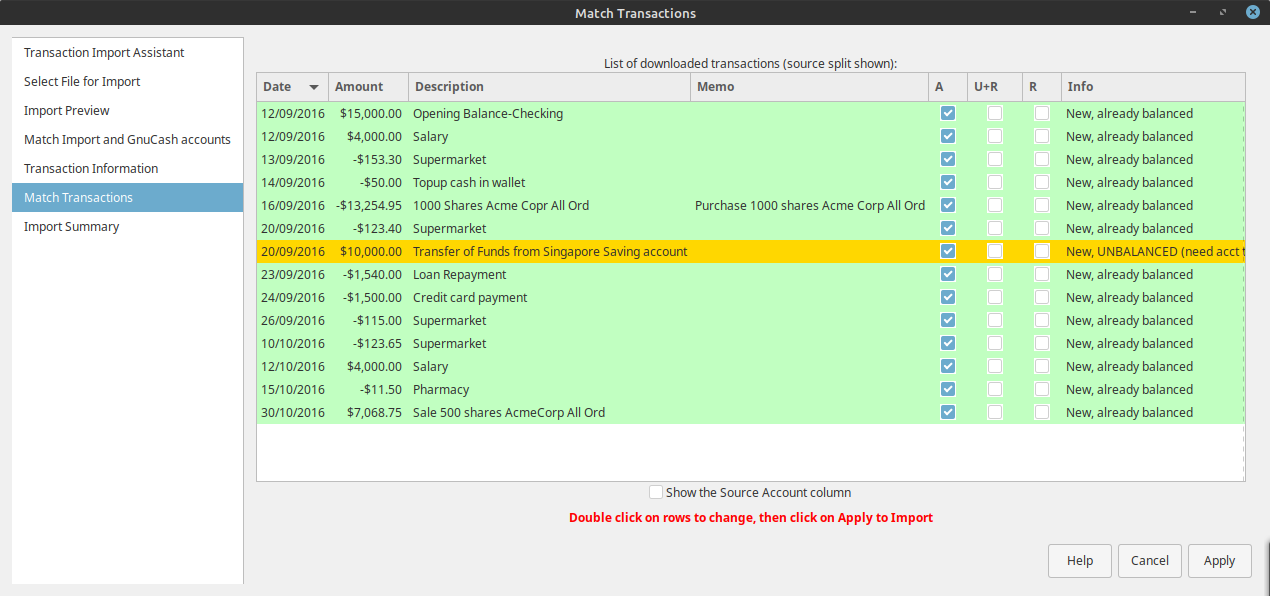 Match Transactions
Transaction Import Assistant
Select File for Import
Import Preview
Match Import and GnuCash accounts
Transaction Information
Match Transactions
Import Summary
List of downloaded transactions (source split shown):
Date Amount Description Memo A U+R R Info
12/09/2016 $15,000.00 Opening Balance-Checking New, already balanced
12/09/2016 $4,000.00 Salary New, already balanced
13/09/2016 -$153.30 Supermarket New, already balanced
14/09/2016 -$50.00 Topup cash in wallet New, already balanced
16/09/2016 -$13,254.95 1000 Shares Acme Copr All Ord Purchase 1000 shares Acme Corp All Ord New, already balanced
20/09/2016 -$123.40 Supermarket New, already balanced
20/09/2016 $10,000.00 Transfer of Funds from Singapore Saving account New, UNBALANCED (need acct t
23/09/2016 -$1,540.00 Loan Repayment New, already balanced
24/09/2016 -$1,500.00 Credit card payment New, already balanced
26/09/2016 -$115.00 Supermarket New, already balanced
10/10/2016 -$123.65 Supermarket New, already balanced
12/10/2016 $4,000.00 Salary New, already balanced
15/10/2016 -$11.50 Pharmacy New, already balanced
30/10/2016 $7,068.75 Sale 500 shares AcmeCorp All Ord New, already balanced
Show the Source Account column
Double click on rows to change, then click on Apply to Import
Help Cancel Apply